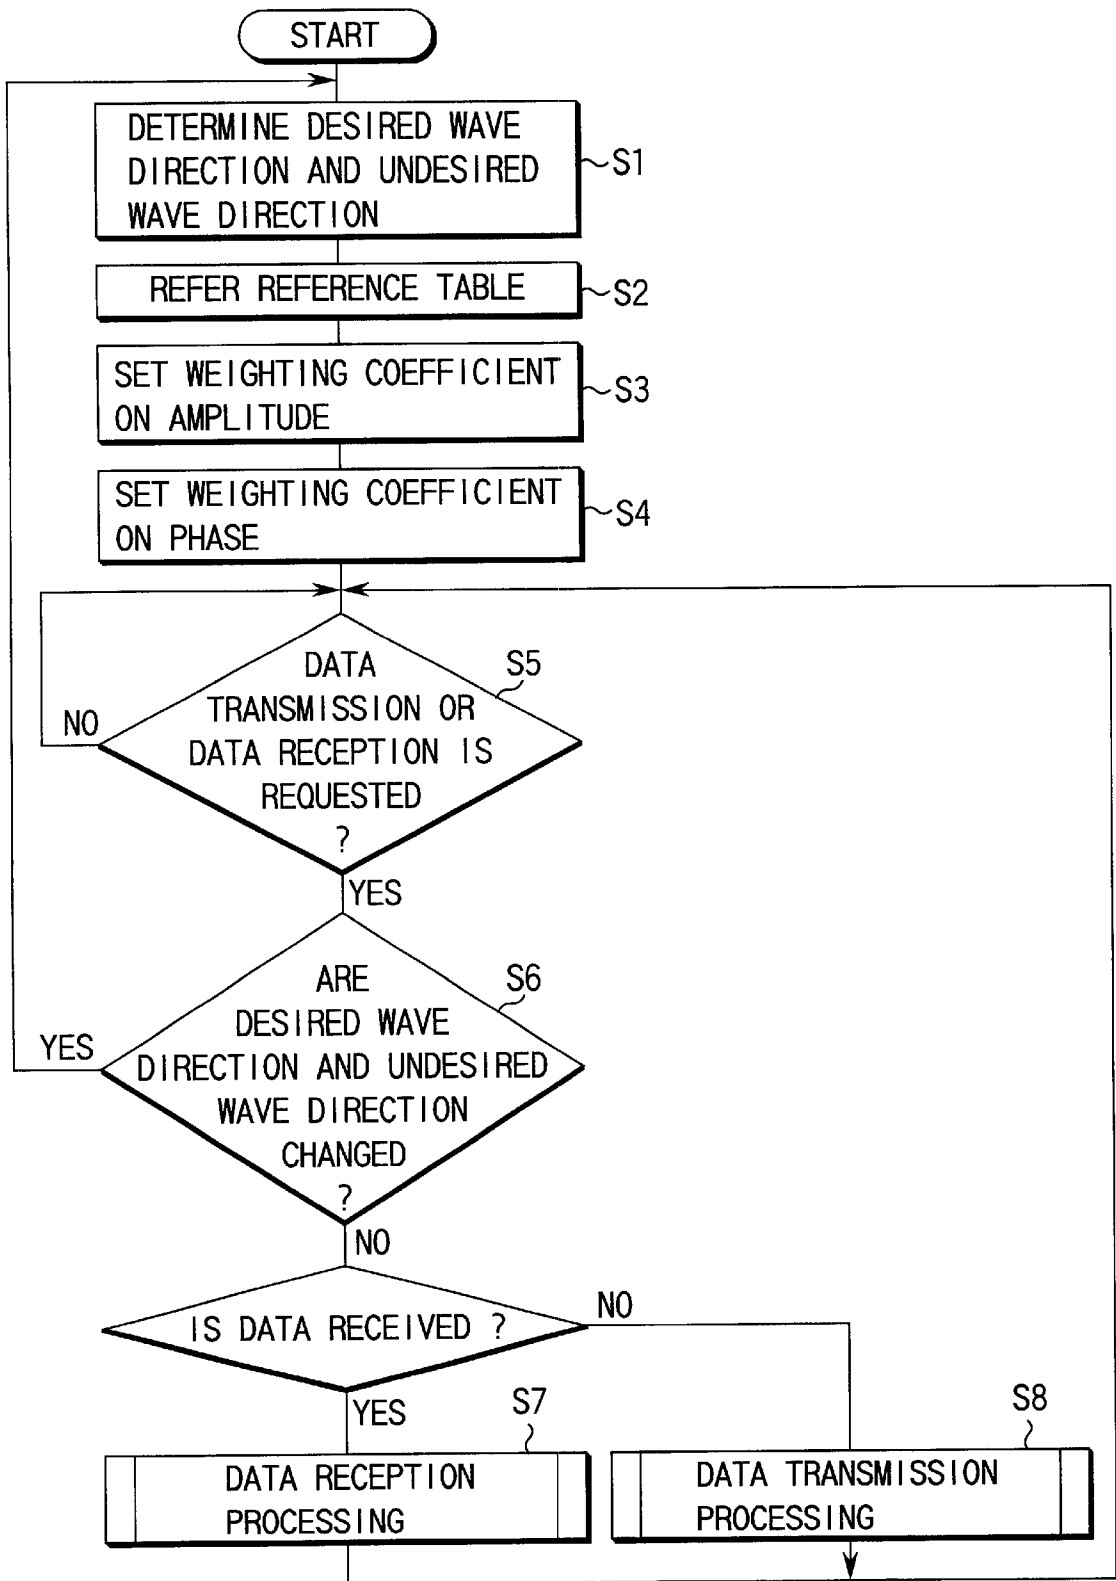 START
DETERMINE DESIRED WAVE
DIRECTION AND UNDESIRED
WAVE DIRECTION
S1
REFER REFERENCE TABLE
S2
SET WEIGHTING COEFFICIENT
ON AMPLITUDE
S3
SET WEIGHTING COEFFICIENT
ON PHASE
S4
DATA
TRANSMISSION OR
DATA RECEPTION IS
REQUESTED
?
S5
NO
YES
ARE
DESIRED WAVE
DIRECTION AND UNDESIRED
WAVE DIRECTION
CHANGED
?
S6
YES
NO
IS DATA RECEIVED ?
NO
YES
S7
DATA RECEPTION
PROCESSING
S8
DATA TRANSMISSION
PROCESSING